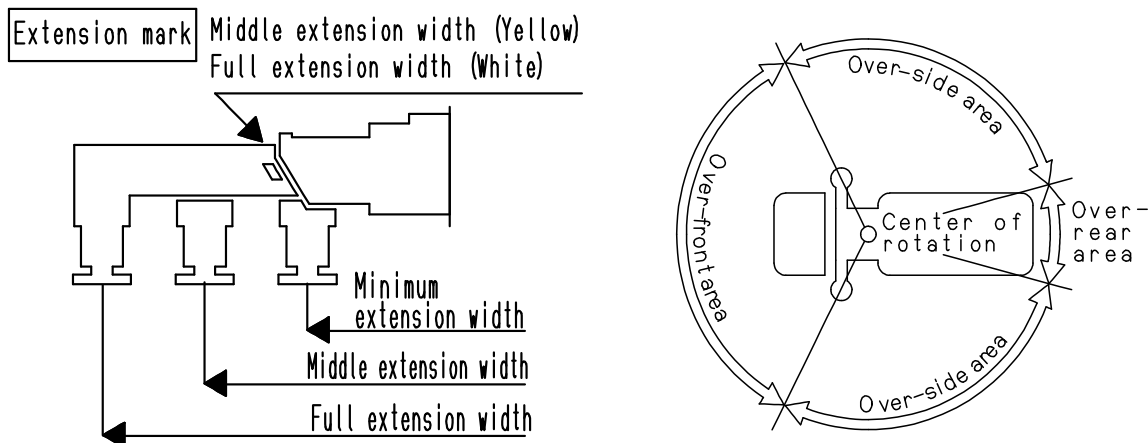 Extension mark
Middle extension width (Yellow)
Full extension width (White)
Minimum
extension width
Middle extension width
Full extension width
Over-side area
Over-front area
Center of
rotation
Over-
rear
area
Over-side area